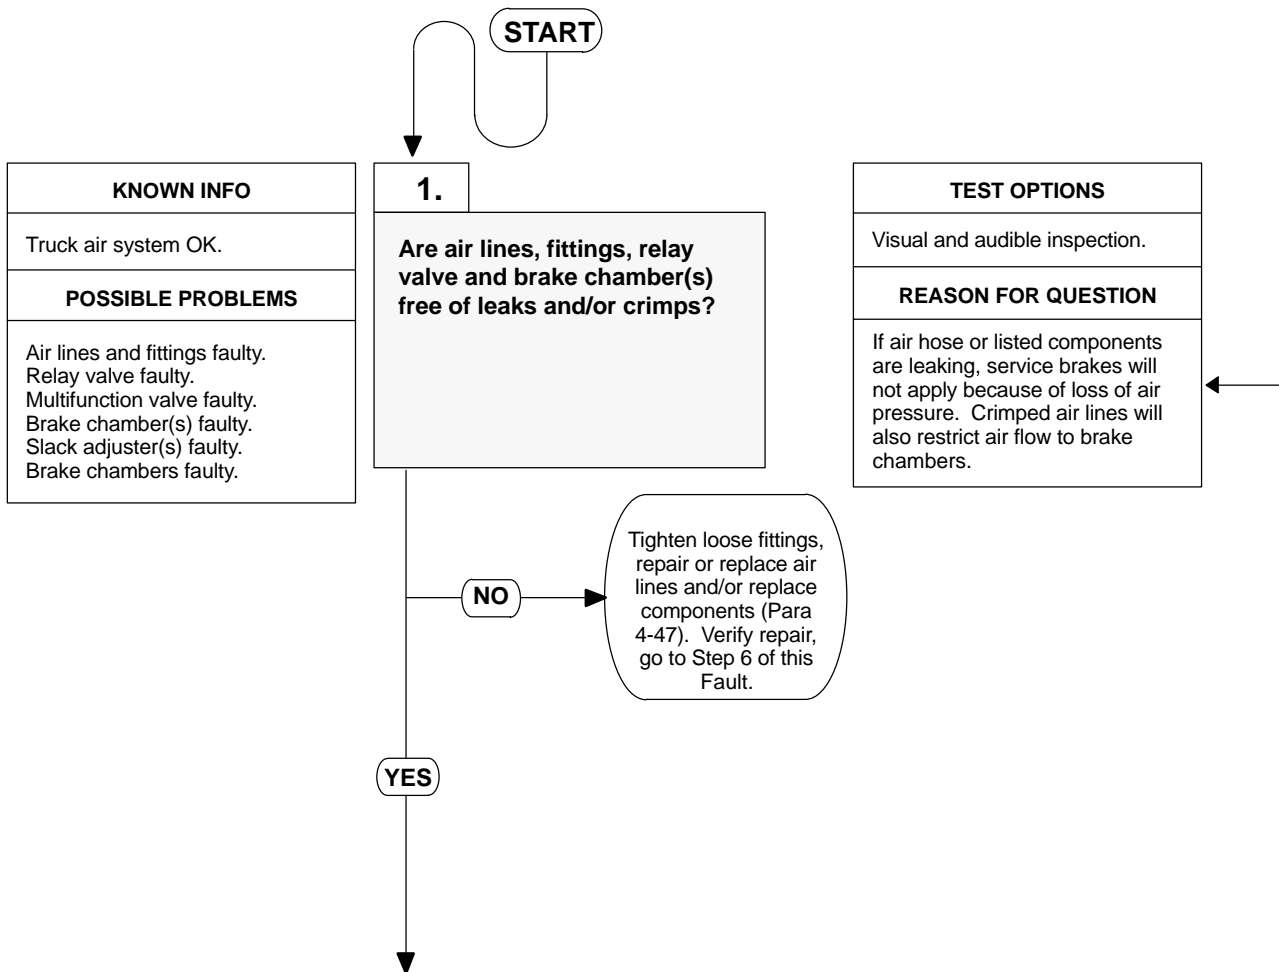 START
KNOWN INFO
Truck air system OK.
POSSIBLE PROBLEMS
Air lines and fittings faulty.
Relay valve faulty.
Multifunction valve faulty.
Brake chamber(s) faulty.
Slack adjuster(s) faulty.
Brake chambers faulty.
1.
Are air lines, fittings, relay
valve and brake chamber(s)
free of leaks and/or crimps?
TEST OPTIONS
Visual and audible inspection.
REASON FOR QUESTION
If air hose or listed components
are leaking, service brakes will
not apply because of loss of air
pressure.  Crimped air lines will
also restrict air flow to brake
chambers.
NO
Tighten loose fittings,
repair or replace air
lines and/or replace
components (Para
4-47).  Verify repair,
go to Step 6 of this
Fault.
YES